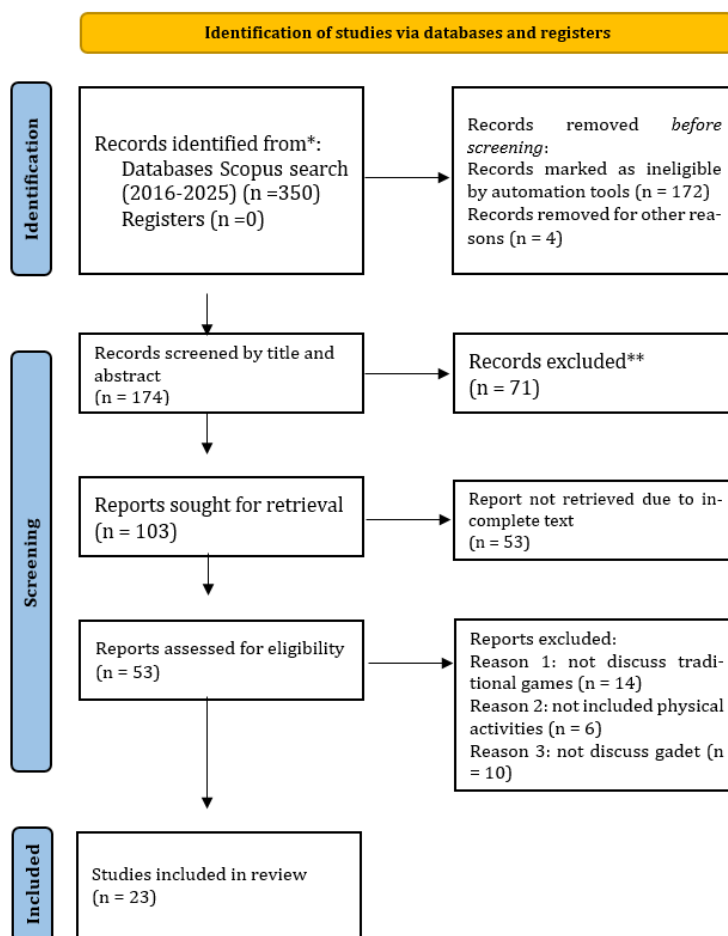 Identification of studies via databases and registers
Identification
Records identified from*:
Databases Scopus search
(2016-2025) (n =350)
Registers (n =0)
Records removed before
screening:
Records marked as ineligible
by automation tools (n = 172)
Records removed for other rea-
sons (n = 4)
Screening
Records screened by title and
abstract
(n = 174)
Records excluded**
(n = 71)
Reports sought for retrieval
(n = 103)
Report not retrieved due to in-
complete text
(n = 53)
Reports assessed for eligibility
(n = 53)
Reports excluded:
Reason 1: not discuss tradi-
tional games (n = 14)
Reason 2: not included physical
activities (n = 6)
Reason 3: not discuss gadet (n
= 10)
Included
Studies included in review
(n = 23)